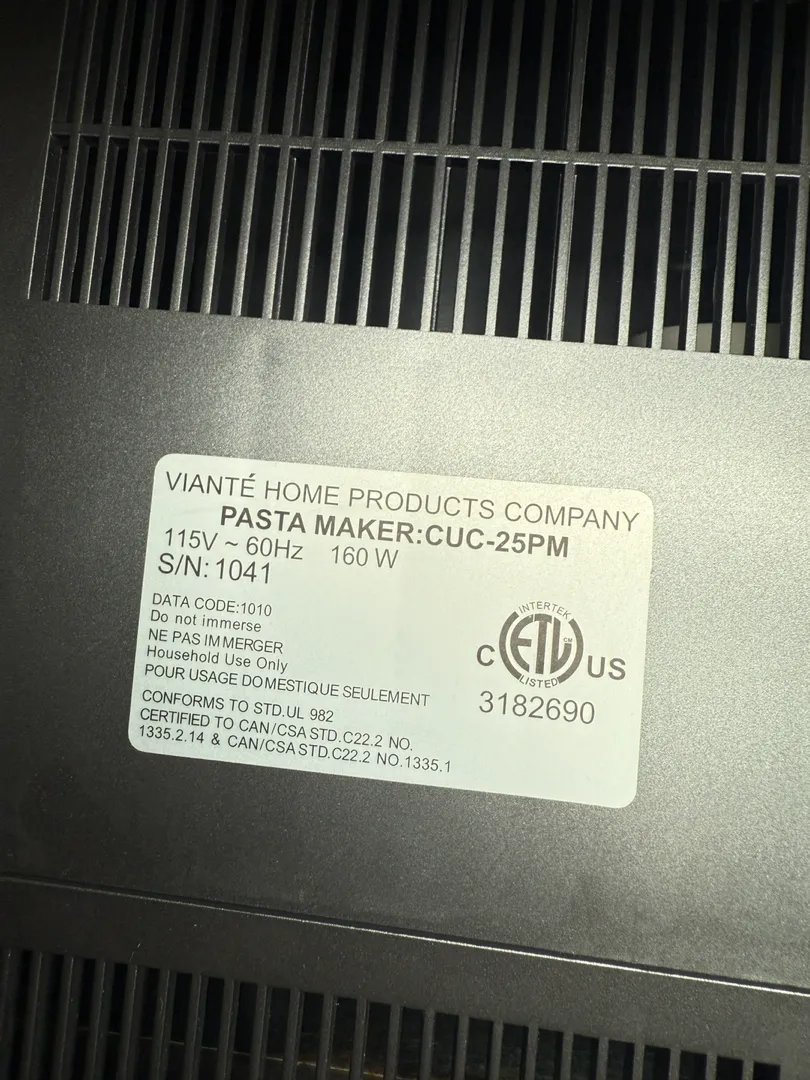 VIANTÉ HOME PRODUCTS COMPANY
PASTA MAKER:CUC-25PM
115V ~ 60Hz 160 W
S/N: 1041
DATA CODE:1010
Do not immerse
NE PAS IMMERGER
Household Use Only
POUR USAGE DOMESTIQUE SEULEMENT
CONFORMS TO STD.UL 982
CERTIFIED TO CAN/CSA STD.C22.2 NO.
1335.2.14 & CAN/CSA STD.C22.2 NO.1335.1
INTERTEK
C ETL CM US
LISTED
3182690